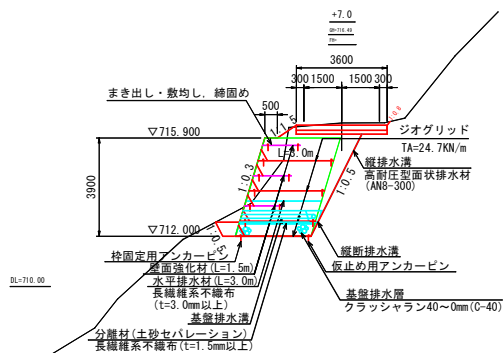 +7.0
GH=716.49
FH=
3600
300
1500
1500
300
まき出し・敷均し，締固め
500
1:1.5
ジオグリッド
▽715.900
TA=24.7KN/m
L=3.0m
縦排水溝
高耐圧型面状排水材
(AN8-300)
1:0.3
1:0.5
3900
▽712.000
1:0.5
枠固定用アンカーピン
縦断排水溝
壁面強化材(L=1.5m)
仮止め用アンカーピン
DL=710.00
水平排水材(L=3.0m)
長繊維系不織布
(t=3.0mm以上)
基盤排水層
クラッシャラン40～0mm(C-40)
基盤排水溝
分離材(土砂セパレーション)
長繊維系不織布(t=1.5mm以上)